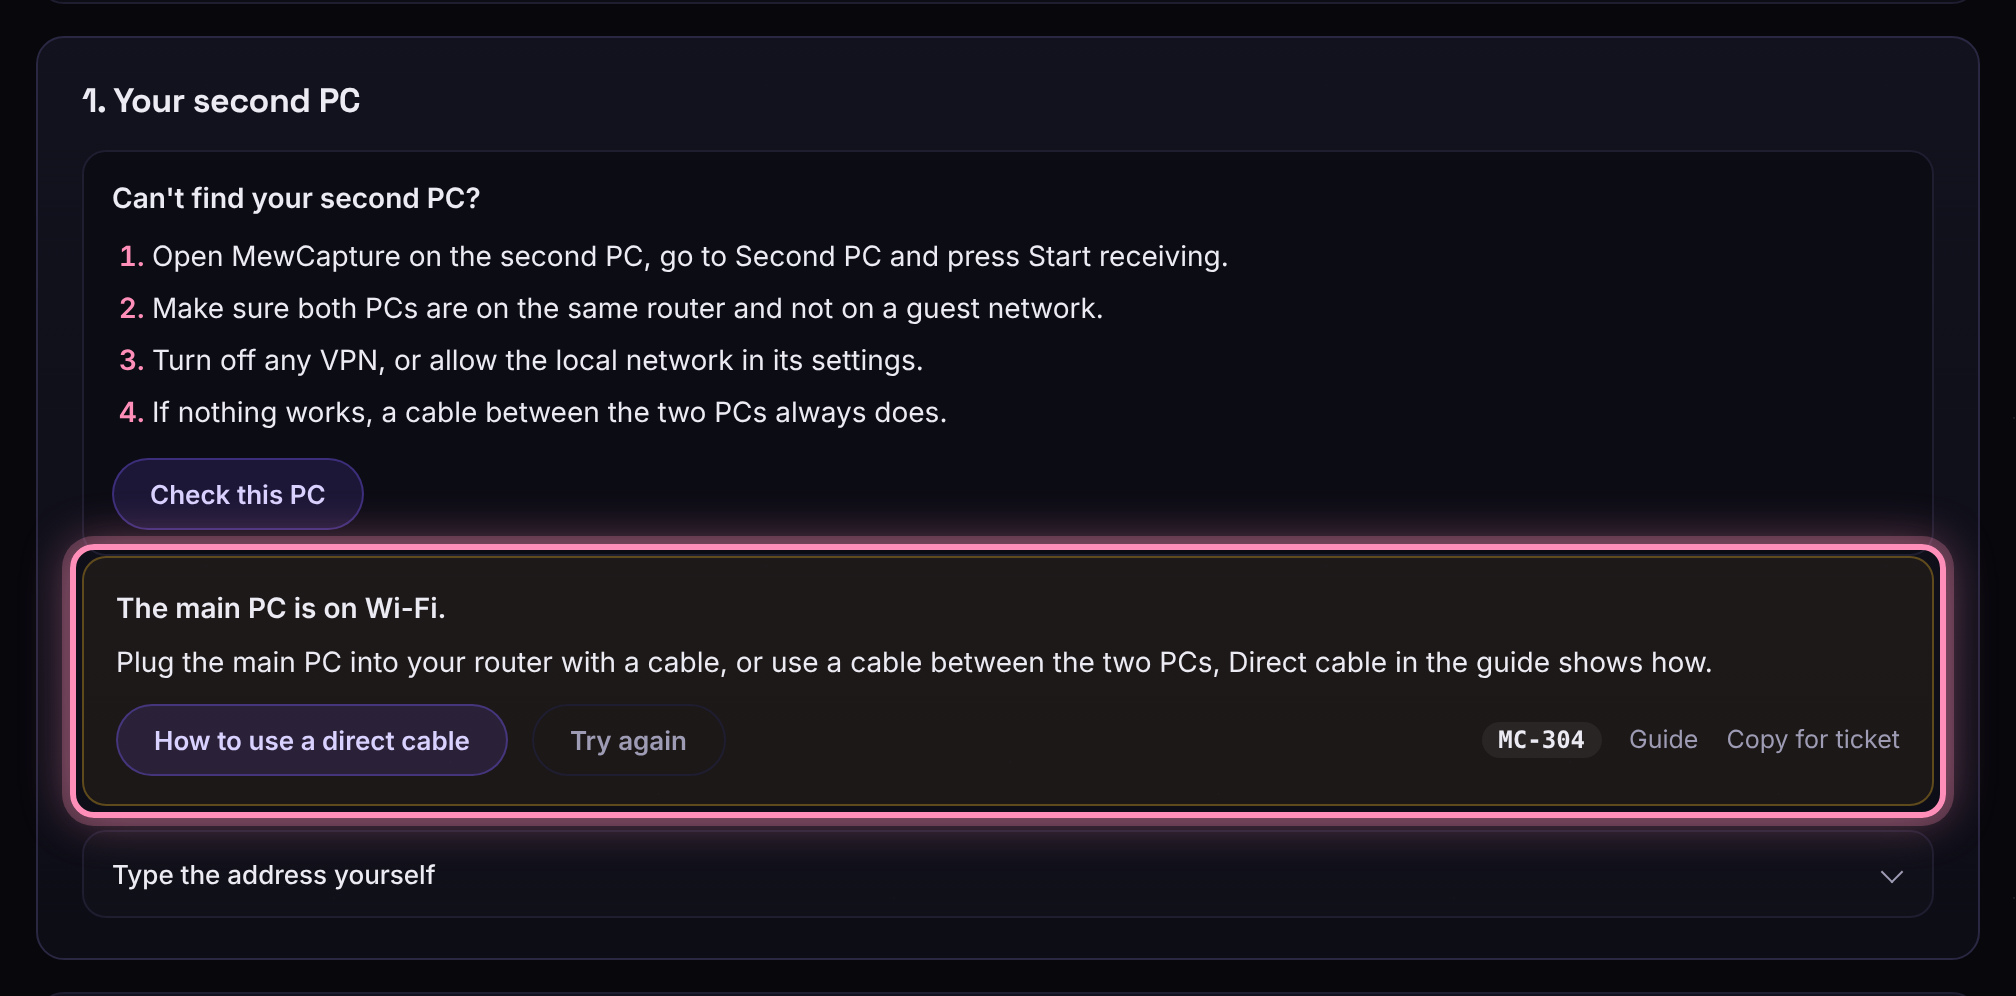 1. Your second PC
Can't find your second PC?
1. Open MewCapture on the second PC, go to Second PC and press Start receiving.
2. Make sure both PCs are on the same router and not on a guest network.
3. Turn off any VPN, or allow the local network in its settings.
4. If nothing works, a cable between the two PCs always does.
Check this PC
The main PC is on Wi-Fi.
Plug the main PC into your router with a cable, or use a cable between the two PCs, Direct cable in the guide shows how.
How to use a direct cable Try again MC-304 Guide Copy for ticket
Type the address yourself